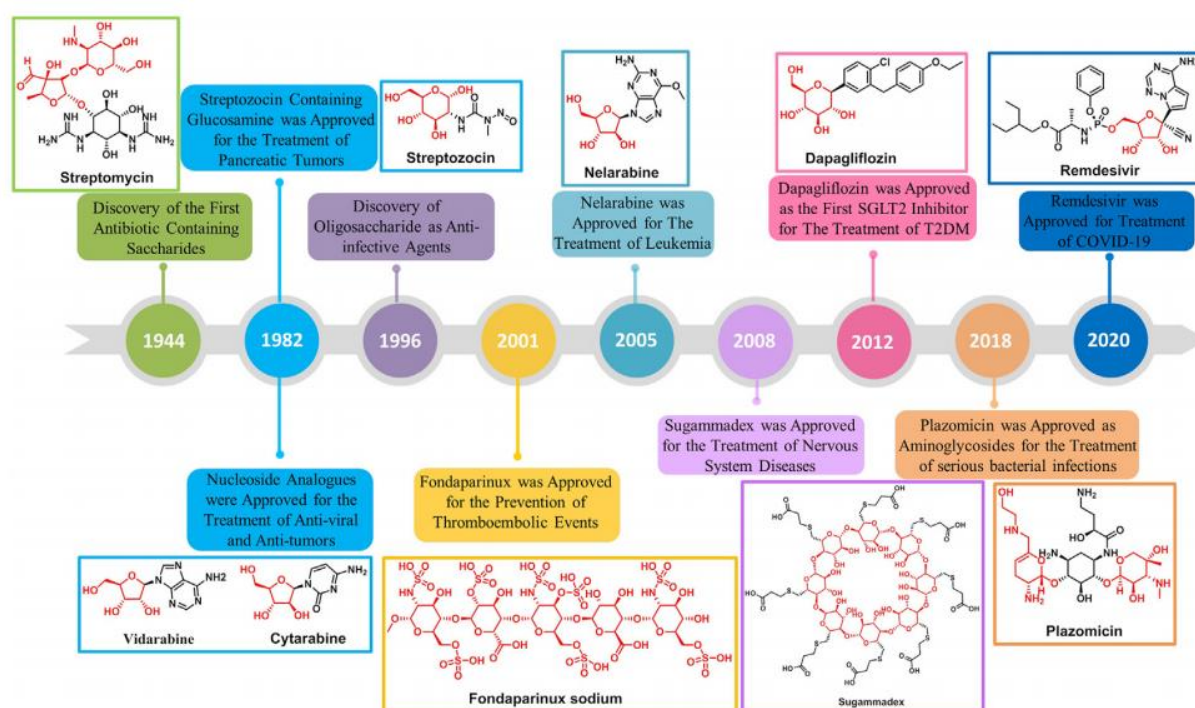 Streptomycin
Discovery of the First
Antibiotic Containing
Saccharides
Streptozocin Containing
Glucosamine was Approved
for the Treatment of
Pancreatic Tumors
Streptozocin
Discovery of
Oligosaccharide as Anti-
infective Agents
Nelarabine
Nelarabine was
Approved for The
Treatment of Leukemia
Dapagliflozin
Dapagliflozin was Approved
as the First SGLT2 Inhibitor
for The Treatment of T2DM
Remdesivir
Remdesivir was
Approved for Treatment
of COVID-19
1944
1982
1996
2001
2005
2008
2012
2018
2020
Nucleoside Analogues
were Approved for the
Treatment of Anti-viral
and Anti-tumors
Vidarabine
Cytarabine
Fondaparinux was Approved
for the Prevention of
Thromboembolic Events
Fondaparinux sodium
Sugammadex was Approved
for the Treatment of Nervous
System Diseases
Sugammadex
Plazomicin was Approved as
Aminoglycosides for the Treatment
of serious bacterial infections
Plazomicin